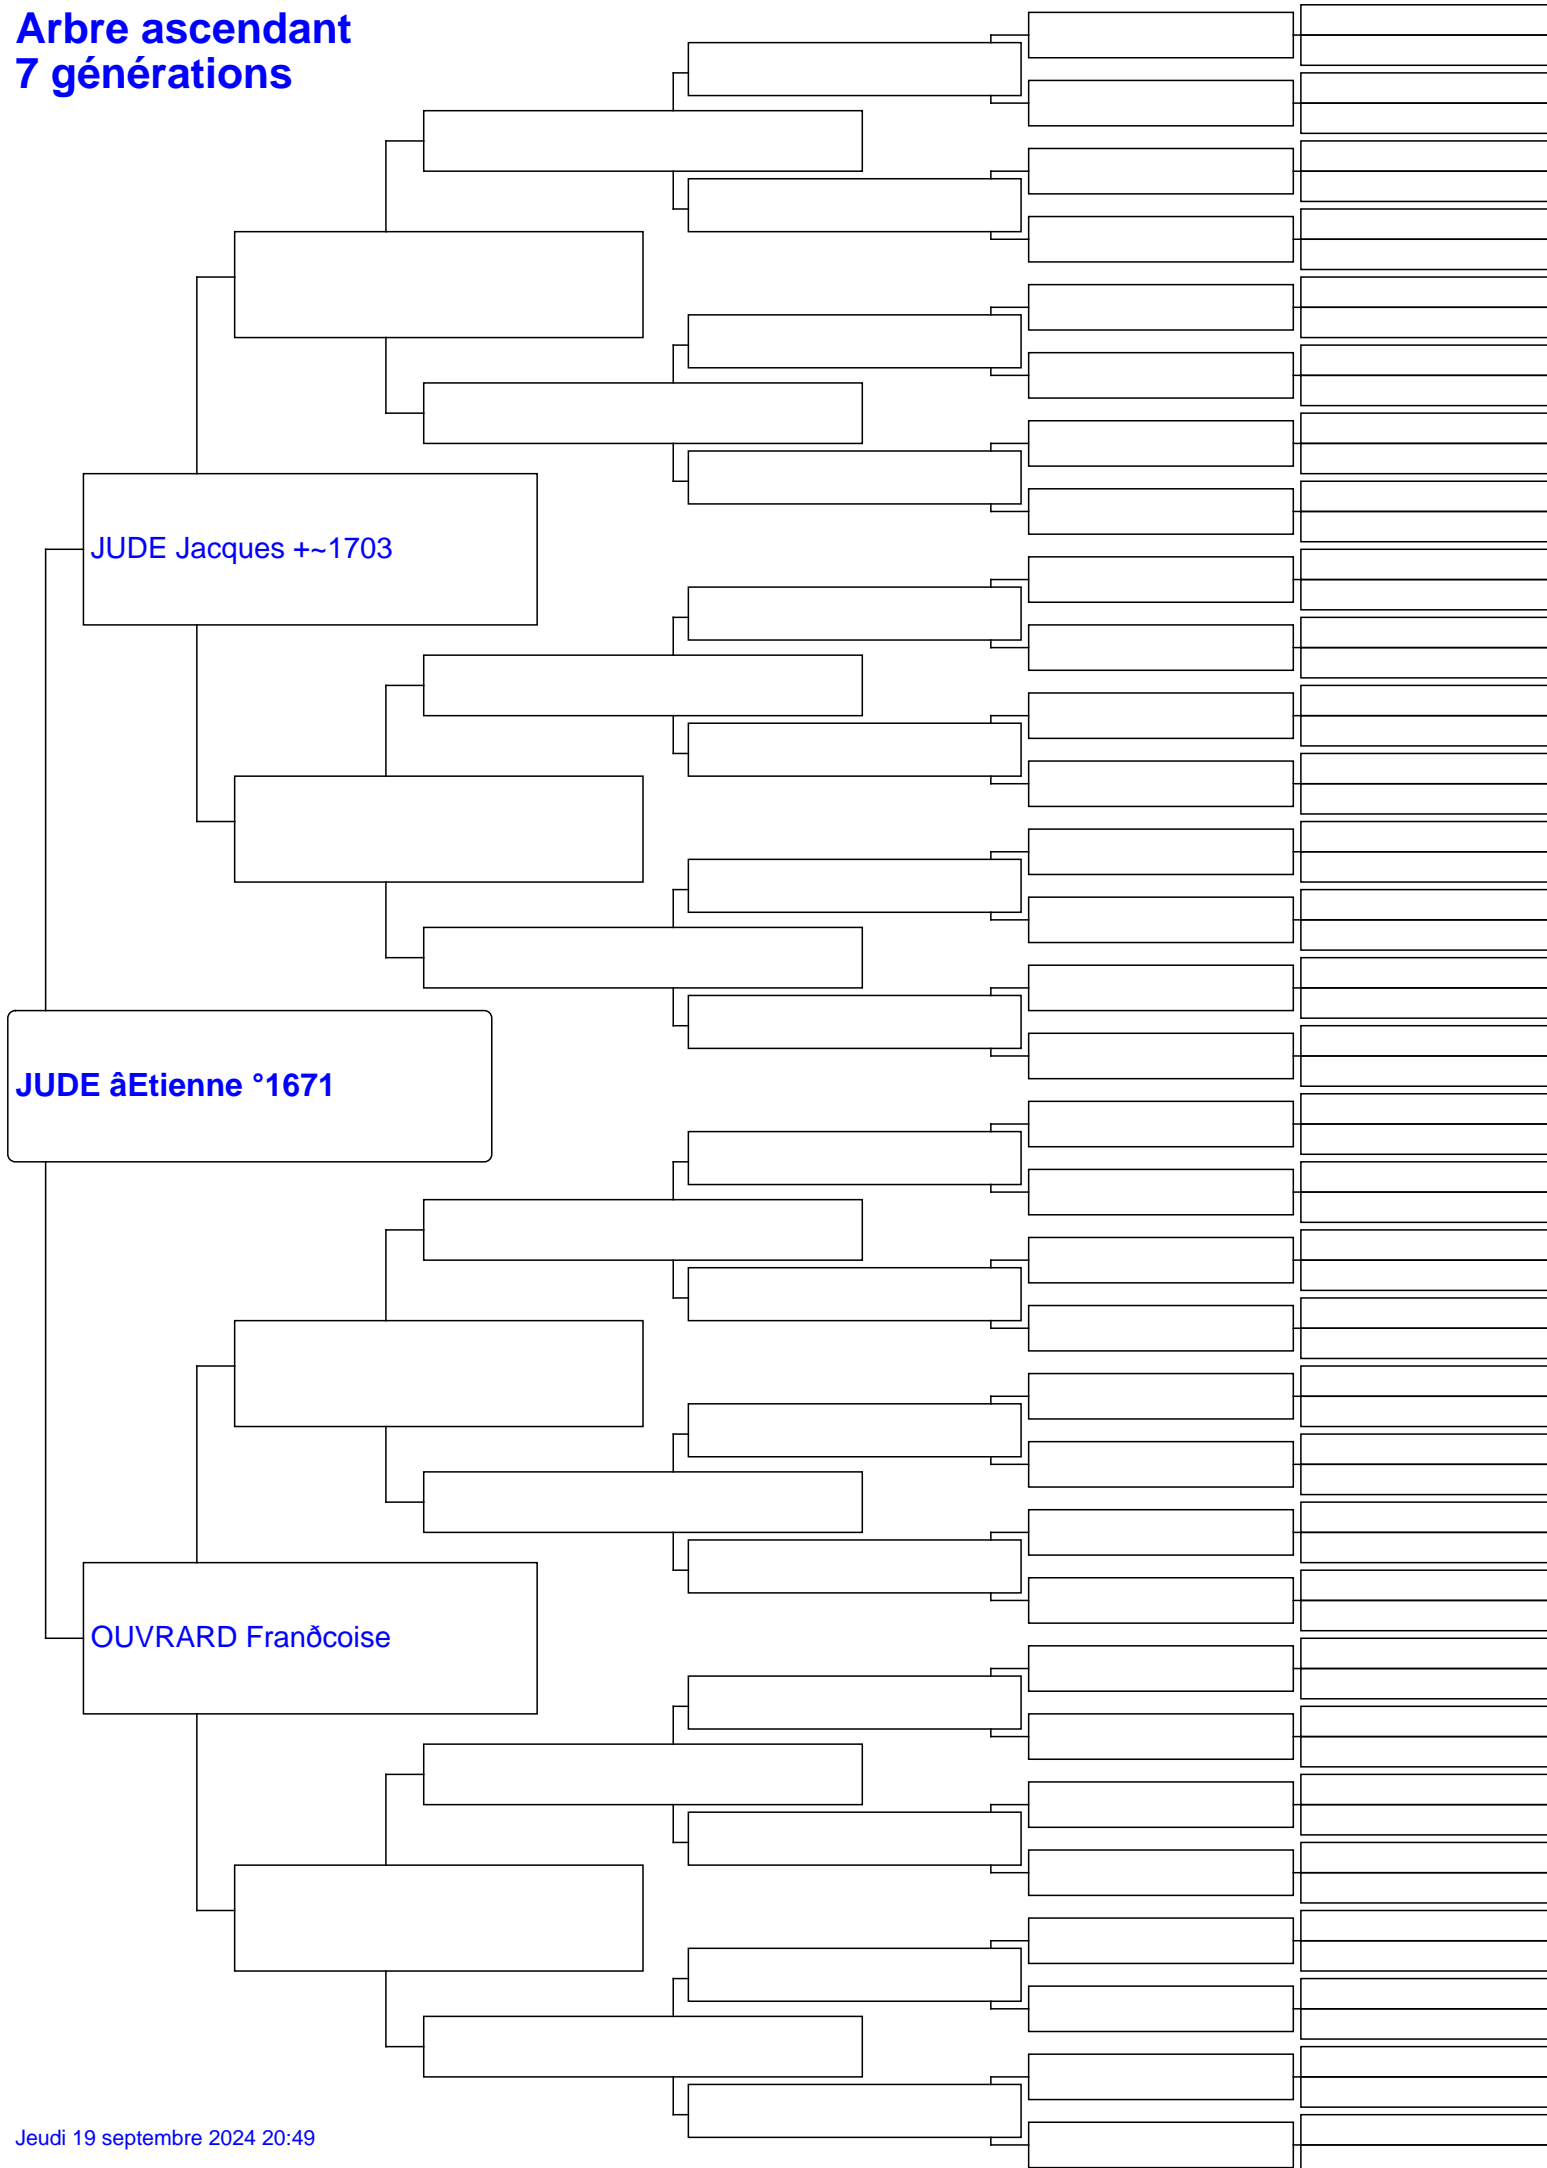 Arbre ascendant
7 générations
JUDE Jacques +~1703
JUDE âEtienne °1671
OUVRARD Franðcoise
Jeudi 19 septembre 2024 20:49